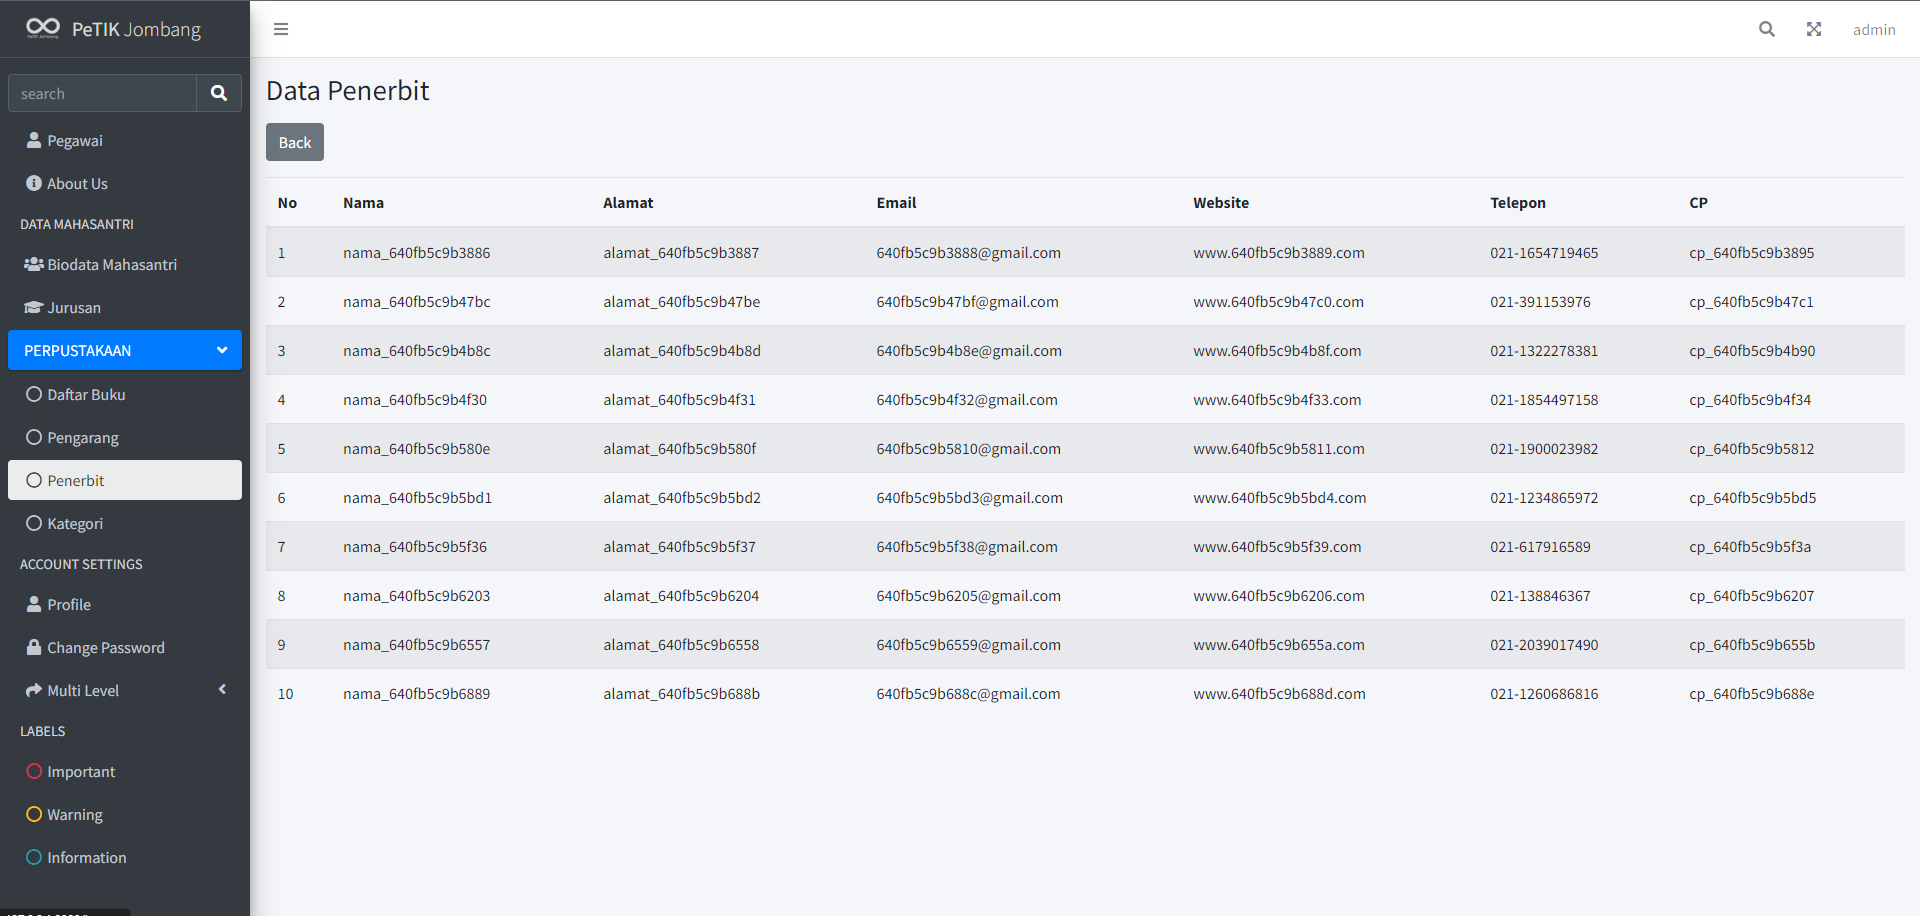 PeTIK Jombang
admin
search
Pegawai
About Us
DATA MAHASANTRI
Biodata Mahasantri
Jurusan
PERPUSTAKAAN
Daftar Buku
Pengarang
Penerbit
Kategori
ACCOUNT SETTINGS
Profile
Change Password
Multi Level
LABELS
Important
Warning
Information
Data Penerbit
Back
No Nama Alamat Email Website Telepon CP
1 nama_640fb5c9b3886 alamat_640fb5c9b3887 640fb5c9b3888@gmail.com www.640fb5c9b3889.com 021-1654719465 cp_640fb5c9b3895
2 nama_640fb5c9b47bc alamat_640fb5c9b47be 640fb5c9b47bf@gmail.com www.640fb5c9b47c0.com 021-391153976 cp_640fb5c9b47c1
3 nama_640fb5c9b4b8c alamat_640fb5c9b4b8d 640fb5c9b4b8e@gmail.com www.640fb5c9b4b8f.com 021-1322278381 cp_640fb5c9b4b90
4 nama_640fb5c9b4f30 alamat_640fb5c9b4f31 640fb5c9b4f32@gmail.com www.640fb5c9b4f33.com 021-1854497158 cp_640fb5c9b4f34
5 nama_640fb5c9b580e alamat_640fb5c9b580f 640fb5c9b5810@gmail.com www.640fb5c9b5811.com 021-1900023982 cp_640fb5c9b5812
6 nama_640fb5c9b5bd1 alamat_640fb5c9b5bd2 640fb5c9b5bd3@gmail.com www.640fb5c9b5bd4.com 021-1234865972 cp_640fb5c9b5bd5
7 nama_640fb5c9b5f36 alamat_640fb5c9b5f37 640fb5c9b5f38@gmail.com www.640fb5c9b5f39.com 021-617916589 cp_640fb5c9b5f3a
8 nama_640fb5c9b6203 alamat_640fb5c9b6204 640fb5c9b6205@gmail.com www.640fb5c9b6206.com 021-138846367 cp_640fb5c9b6207
9 nama_640fb5c9b6557 alamat_640fb5c9b6558 640fb5c9b6559@gmail.com www.640fb5c9b655a.com 021-2039017490 cp_640fb5c9b655b
10 nama_640fb5c9b6889 alamat_640fb5c9b688b 640fb5c9b688c@gmail.com www.640fb5c9b688d.com 021-1260686816 cp_640fb5c9b688e